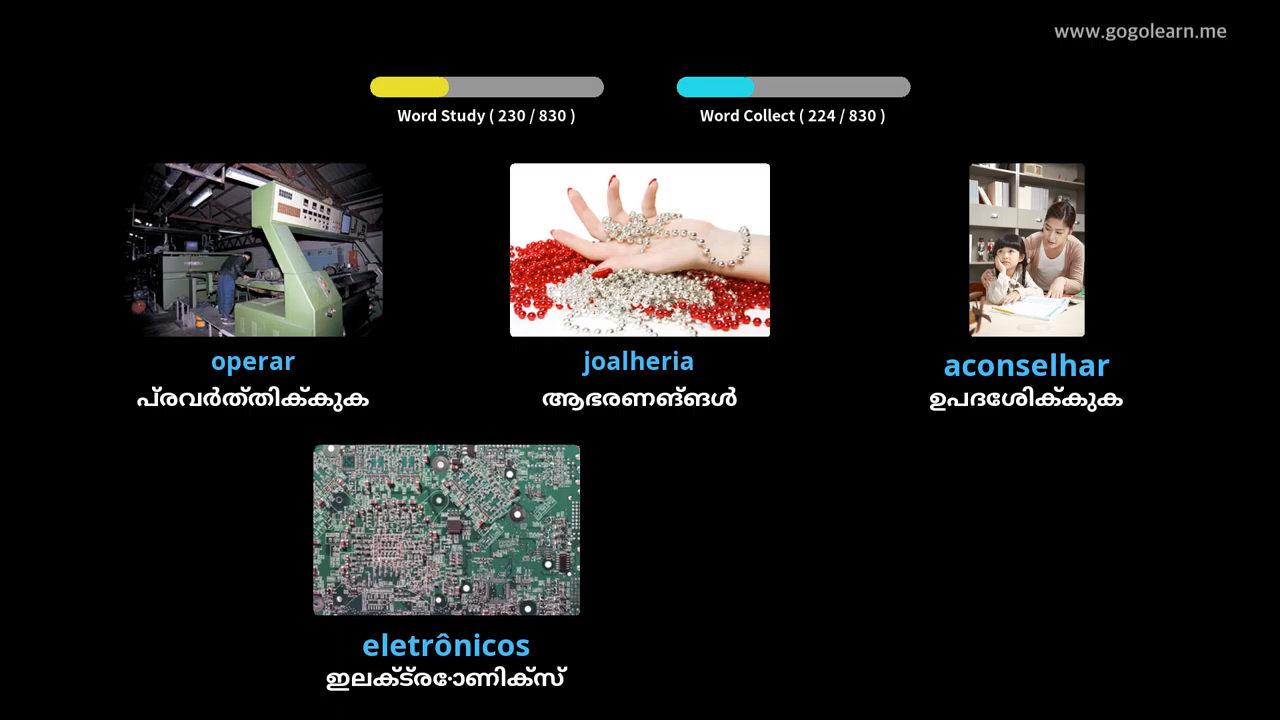 www.gogolearn.me
Word Study ( 230 / 830 )
Word Collect ( 224 / 830 )
operar
പ്രവർത്തിക്കുക
joalheria
ആഭരണങ്ങൾ
aconselhar
ഉപദേശിക്കുക
eletrônicos
ഇലക്ട്രോണിക്സ്